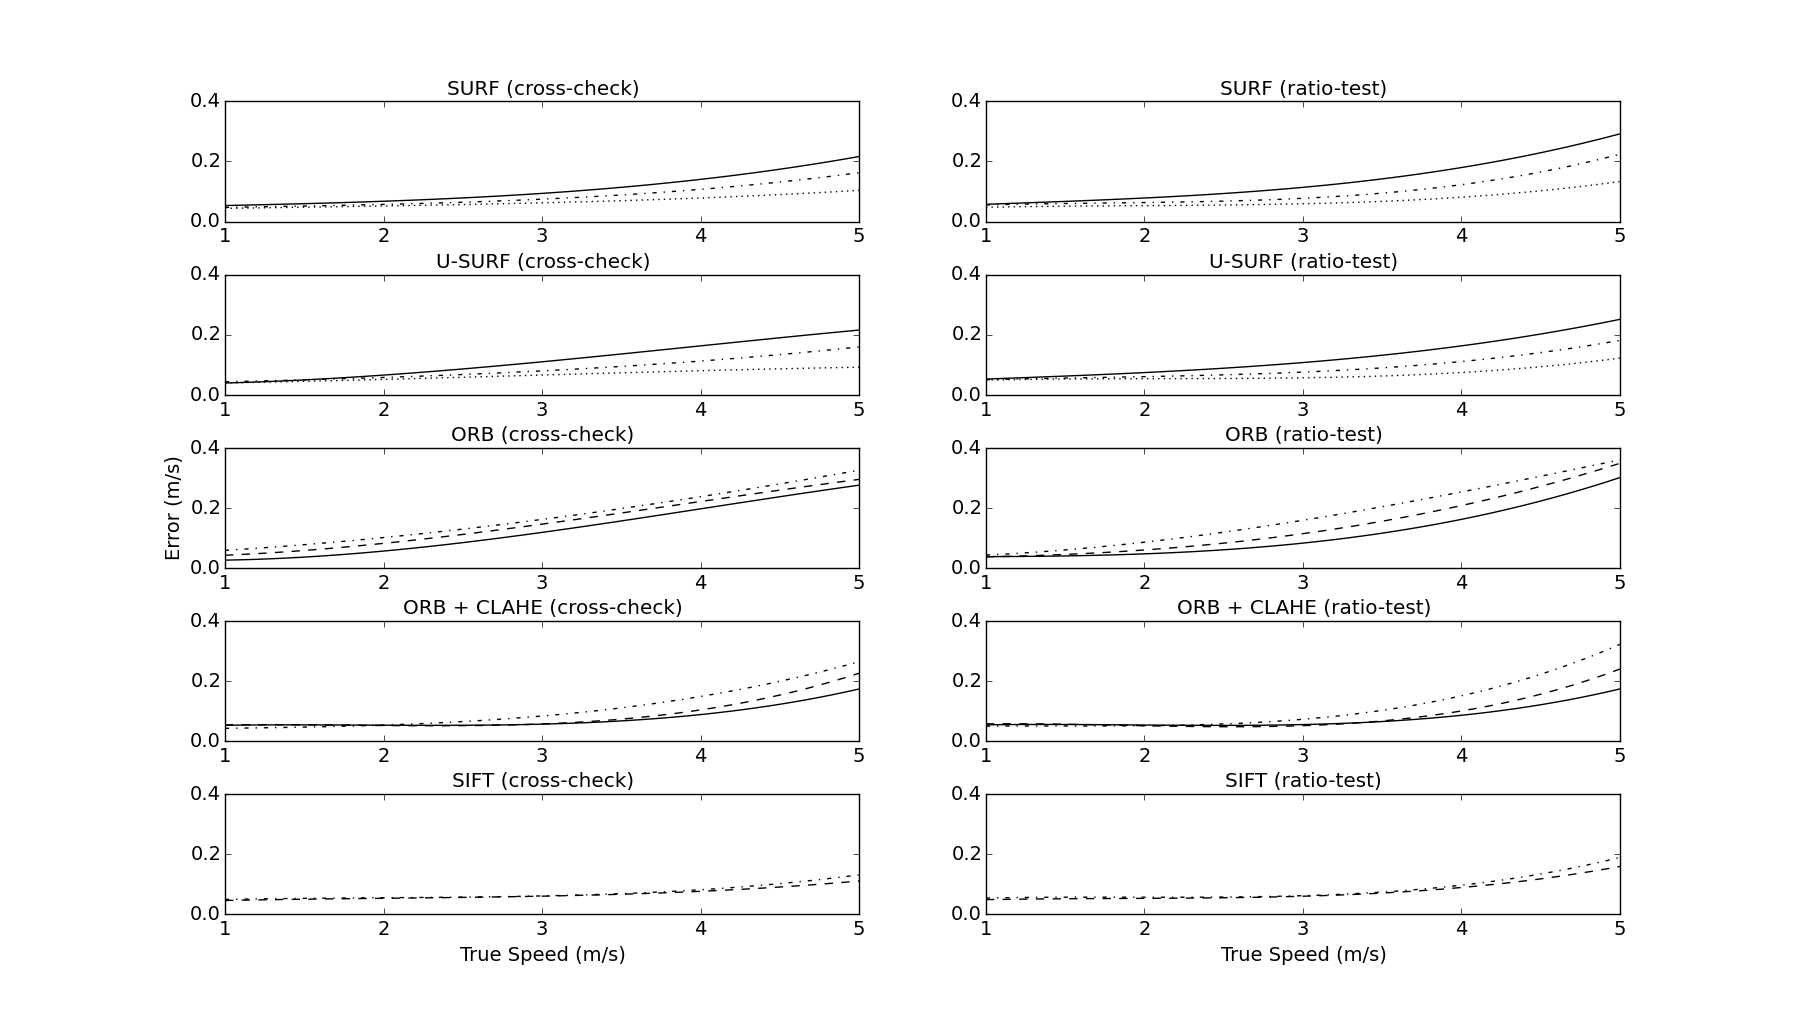 SURF (cross-check)
0.4
0.2
0.0
1 2 3 4 5
SURF (ratio-test)
0.4
0.2
0.0
1 2 3 4 5
U-SURF (cross-check)
0.4
0.2
0.0
1 2 3 4 5
U-SURF (ratio-test)
0.4
0.2
0.0
1 2 3 4 5
Error (m/s)
ORB (cross-check)
0.4
0.2
0.0
1 2 3 4 5
ORB (ratio-test)
0.4
0.2
0.0
1 2 3 4 5
ORB + CLAHE (cross-check)
0.4
0.2
0.0
1 2 3 4 5
ORB + CLAHE (ratio-test)
0.4
0.2
0.0
1 2 3 4 5
SIFT (cross-check)
0.4
0.2
0.0
1 2 3 4 5
True Speed (m/s)
SIFT (ratio-test)
0.4
0.2
0.0
1 2 3 4 5
True Speed (m/s)